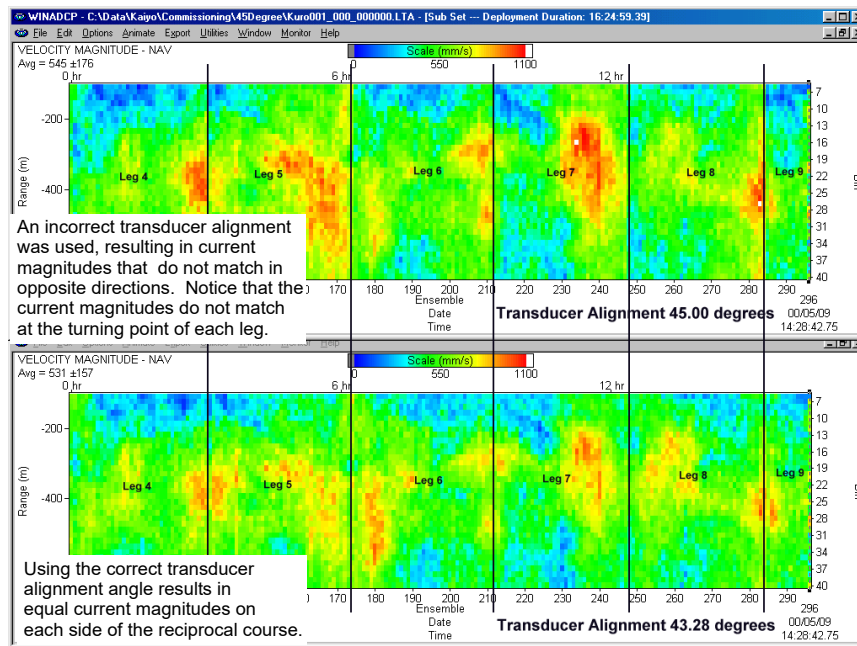 WINADCP - C:\Data\Kaiyo\Commissioning\45Degree\Kuro001_000_000000.LTA - [Sub Set --- Deployment Duration: 16:24:59.39]
File Edit Options Animate Export Utilities Window Monitor Help
VELOCITY MAGNITUDE - NAV
Avg = 545 ±176
Scale (mm/s)
0 550 1100
0 hr 6 hr 12 hr
-200
-400
Range (m)
7
10
13
16
19
22
25
28
31
34
37
40
Leg 4 Leg 5 Leg 6 Leg 7 Leg 8 Leg 9
An incorrect transducer alignment
was used, resulting in current
magnitudes that do not match in
opposite directions. Notice that the
current magnitudes do not match
at the turning point of each leg.
170 180 190 200 210 220 230 240 250 260 270 280 290
296
Ensemble
Date
Time
Transducer Alignment 45.00 degrees
00/05/09
14:28:42.75
VELOCITY MAGNITUDE - NAV
Avg = 531 ±157
Scale (mm/s)
0 550 1100
0 hr 6 hr 12 hr
-200
-400
Range (m)
7
10
13
16
19
22
25
28
31
34
37
40
Leg 4 Leg 5 Leg 6 Leg 7 Leg 8 Leg 9
Using the correct transducer
alignment angle results in
equal current magnitudes on
each side of the reciprocal course.
170 180 190 200 210 220 230 240 250 260 270 280 290
296
Ensemble
Date
Time
Transducer Alignment 43.28 degrees
00/05/09
14:28:42.75